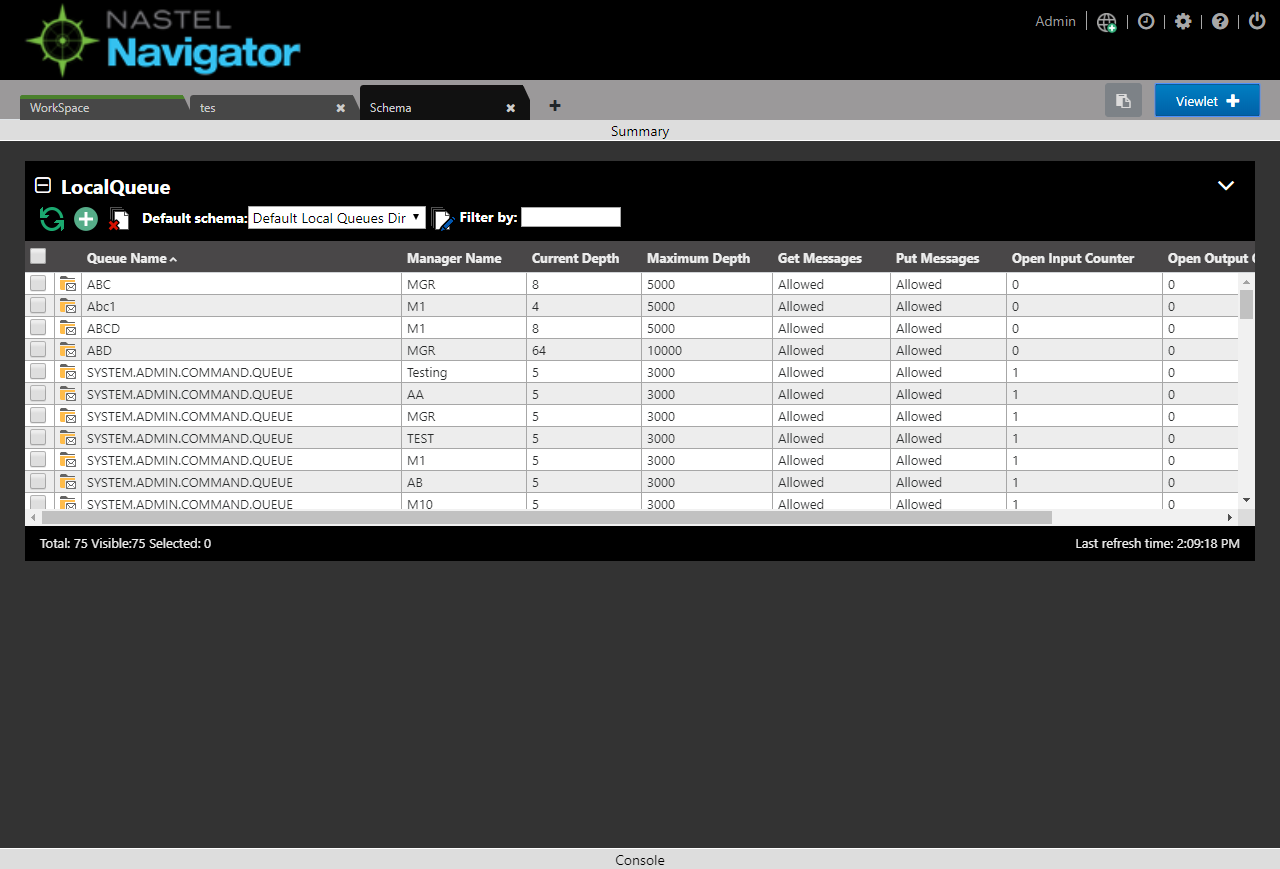 NASTEL
Navigator
Admin
WorkSpace tes Schema Viewlet
Summary
LocalQueue
Default schema: Default Local Queues Dir Filter by:
Queue Name Manager Name Current Depth Maximum Depth Get Messages Put Messages Open Input Counter Open Output
ABC MGR 8 5000 Allowed Allowed 0 0
Abc1 M1 4 5000 Allowed Allowed 0 0
ABCD M1 8 5000 Allowed Allowed 0 0
ABD MGR 64 10000 Allowed Allowed 0 0
SYSTEM.ADMIN.COMMAND.QUEUE Testing 5 3000 Allowed Allowed 1 0
SYSTEM.ADMIN.COMMAND.QUEUE AA 5 3000 Allowed Allowed 1 0
SYSTEM.ADMIN.COMMAND.QUEUE MGR 5 3000 Allowed Allowed 1 0
SYSTEM.ADMIN.COMMAND.QUEUE TEST 5 3000 Allowed Allowed 1 0
SYSTEM.ADMIN.COMMAND.QUEUE M1 5 3000 Allowed Allowed 1 0
SYSTEM.ADMIN.COMMAND.QUEUE AB 5 3000 Allowed Allowed 1 0
SYSTEM.ADMIN.COMMAND.QUEUE M10 5 3000 Allowed Allowed 1 0
Total: 75 Visible:75 Selected: 0 Last refresh time: 2:09:18 PM
Console